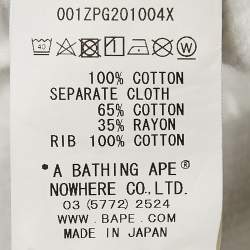 001ZPG201004X
40
100% COTTON
SEPARATE CLOTH
65% COTTON
35% RAYON
RIB 100% COTTON
*A BATHING APE®
NOWHERE CO.,LTD.
03 (5772) 2524
WWW.BAPE.COM
MADE IN JAPAN